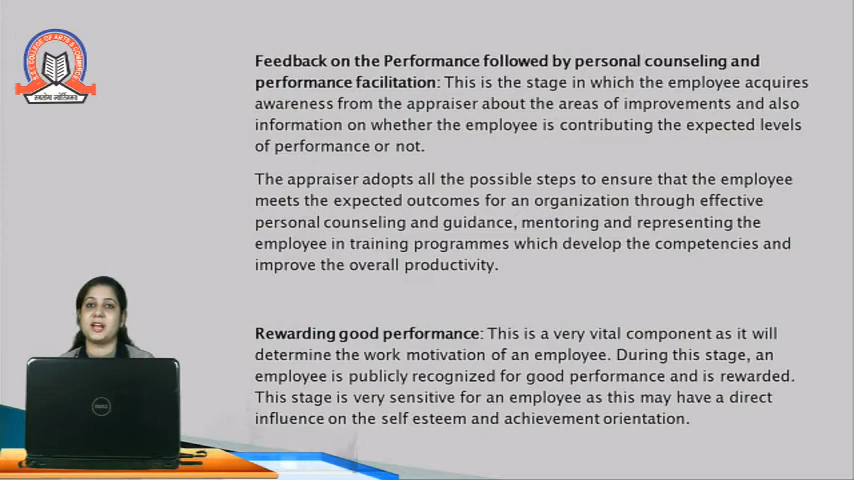 K.E.T. COLLEGE OF ARTS & COMMERCE
Feedback on the Performance followed by personal counseling and
performance facilitation: This is the stage in which the employee acquires
awareness from the appraiser about the areas of improvements and also
information on whether the employee is contributing the expected levels
of performance or not.
The appraiser adopts all the possible steps to ensure that the employee
meets the expected outcomes for an organization through effective
personal counseling and guidance, mentoring and representing the
employee in training programmes which develop the competencies and
improve the overall productivity.
Rewarding good performance: This is a very vital component as it will
determine the work motivation of an employee. During this stage, an
employee is publicly recognized for good performance and is rewarded.
This stage is very sensitive for an employee as this may have a direct
influence on the self esteem and achievement orientation.
DELL